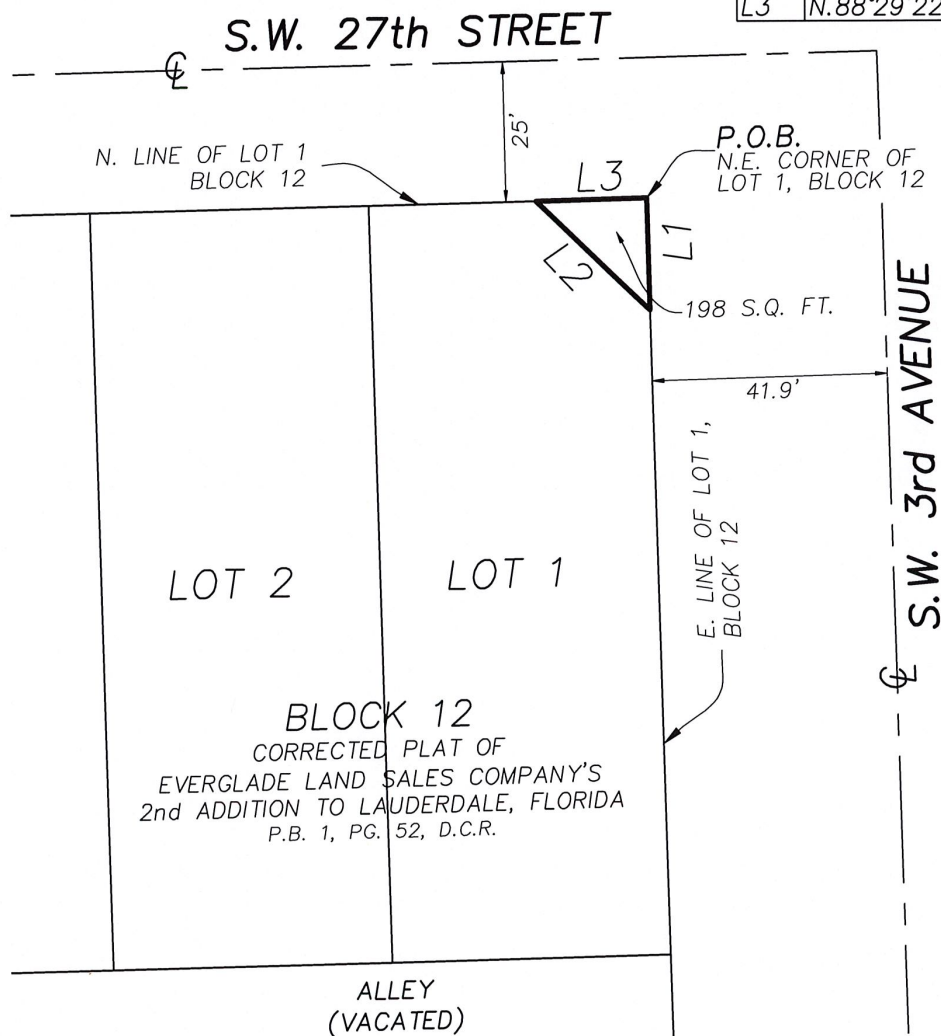 L3 N.88°29'22
S.W. 27th STREET
℄
25'
N. LINE OF LOT 1
BLOCK 12
P.O.B.
N.E. CORNER OF
LOT 1, BLOCK 12
L3
L1
L2
198 S.Q. FT.
41.9'
S.W. 3rd AVENUE
℄
E. LINE OF LOT 1,
BLOCK 12
LOT 2
LOT 1
BLOCK 12
CORRECTED PLAT OF
EVERGLADE LAND SALES COMPANY'S
2nd ADDITION TO LAUDERDALE, FLORIDA
P.B. 1, PG. 52, D.C.R.
ALLEY
(VACATED)